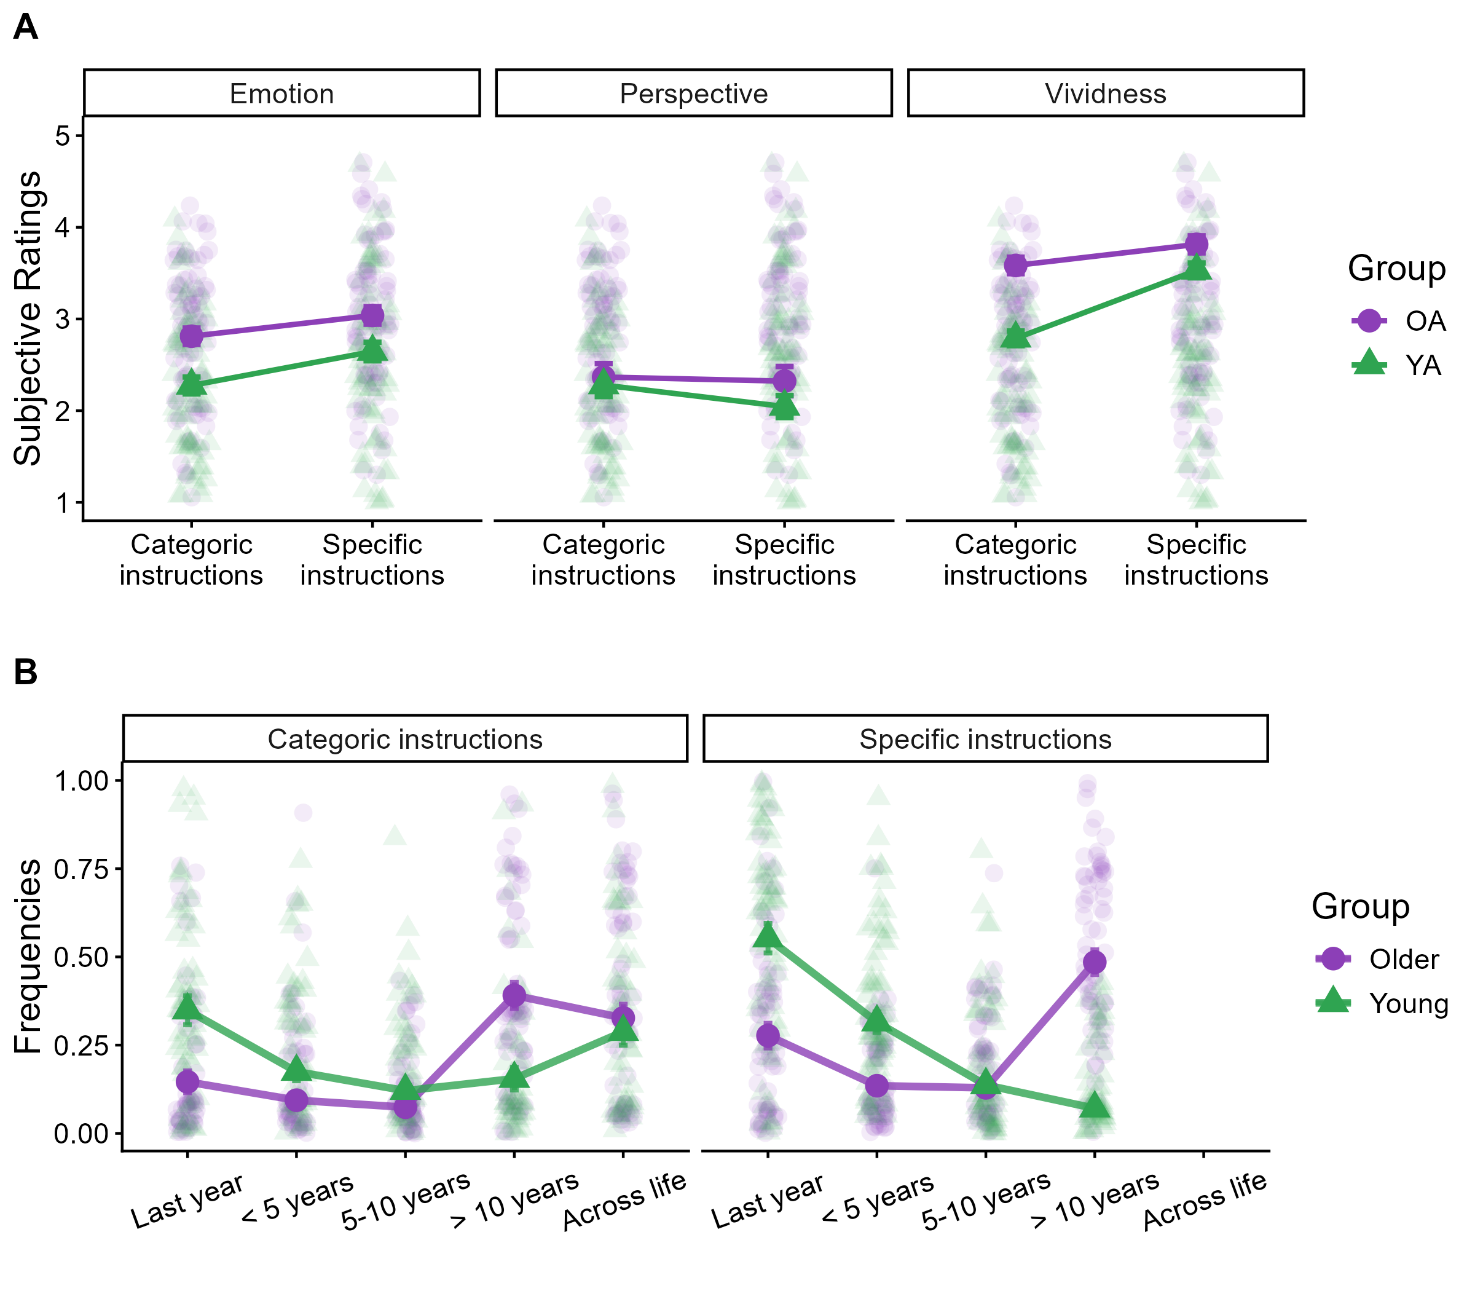 A
Emotion Perspective Vividness
Subjective Ratings
5
4
3
2
1
Categoric instructions Specific instructions Categoric instructions Specific instructions Categoric instructions Specific instructions
Group
OA
YA
B
Categoric instructions Specific instructions
Frequencies
1.00
0.75
0.50
0.25
0.00
Last year < 5 years 5-10 years > 10 years Across life Last year < 5 years 5-10 years > 10 years Across life
Group
Older
Young